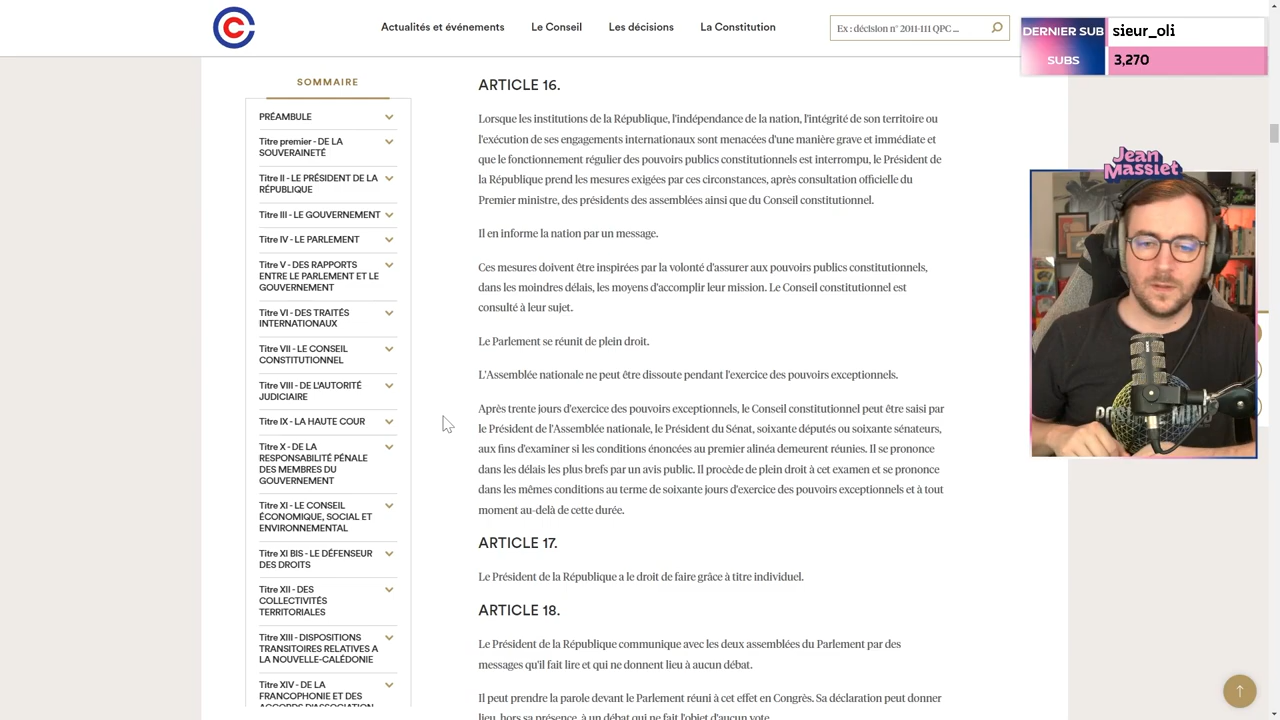 Actualités et événements
Le Conseil
Les décisions
La Constitution
Ex : décision n° 2011-111 QPC ...
DERNIER SUB
sieur_oli
SUBS
3,270
SOMMAIRE
PRÉAMBULE
Titre premier - DE LA
SOUVERAINETÉ
Titre II - LE PRÉSIDENT DE LA
RÉPUBLIQUE
Titre III - LE GOUVERNEMENT
Titre IV - LE PARLEMENT
Titre V - DES RAPPORTS
ENTRE LE PARLEMENT ET LE
GOUVERNEMENT
Titre VI - DES TRAITÉS
INTERNATIONAUX
Titre VII - LE CONSEIL
CONSTITUTIONNEL
Titre VIII - DE L'AUTORITÉ
JUDICIAIRE
Titre IX - LA HAUTE COUR
Titre X - DE LA
RESPONSABILITÉ PÉNALE
DES MEMBRES DU
GOUVERNEMENT
Titre XI - LE CONSEIL
ÉCONOMIQUE, SOCIAL ET
ENVIRONNEMENTAL
Titre XI BIS - LE DÉFENSEUR
DES DROITS
Titre XII - DES
COLLECTIVITÉS
TERRITORIALES
Titre XIII - DISPOSITIONS
TRANSITOIRES RELATIVES A
LA NOUVELLE-CALÉDONIE
Titre XIV - DE LA
FRANCOPHONIE ET DES
ACCORDS D'ASSOCIATION
ARTICLE 16.
Lorsque les institutions de la République, l'indépendance de la nation, l'intégrité de son territoire ou
l'exécution de ses engagements internationaux sont menacées d'une manière grave et immédiate et
que le fonctionnement régulier des pouvoirs publics constitutionnels est interrompu, le Président de
la République prend les mesures exigées par ces circonstances, après consultation officielle du
Premier ministre, des présidents des assemblées ainsi que du Conseil constitutionnel.
Il en informe la nation par un message.
Ces mesures doivent être inspirées par la volonté d'assurer aux pouvoirs publics constitutionnels,
dans les moindres délais, les moyens d'accomplir leur mission. Le Conseil constitutionnel est
consulté à leur sujet.
Le Parlement se réunit de plein droit.
L'Assemblée nationale ne peut être dissoute pendant l'exercice des pouvoirs exceptionnels.
Après trente jours d'exercice des pouvoirs exceptionnels, le Conseil constitutionnel peut être saisi par
le Président de l'Assemblée nationale, le Président du Sénat, soixante députés ou soixante sénateurs,
aux fins d'examiner si les conditions énoncées au premier alinéa demeurent réunies. Il se prononce
dans les délais les plus brefs par un avis public. Il procède de plein droit à cet examen et se prononce
dans les mêmes conditions au terme de soixante jours d'exercice des pouvoirs exceptionnels et à tout
moment au-delà de cette durée.
ARTICLE 17.
Le Président de la République a le droit de faire grâce à titre individuel.
ARTICLE 18.
Le Président de la République communique avec les deux assemblées du Parlement par des
messages qu'il fait lire et qui ne donnent lieu à aucun débat.
Il peut prendre la parole devant le Parlement réuni à cet effet en Congrès. Sa déclaration peut donner
lieu, hors sa présence, à un débat qui ne fait l'objet d'aucun vote.
Jean
Massiet